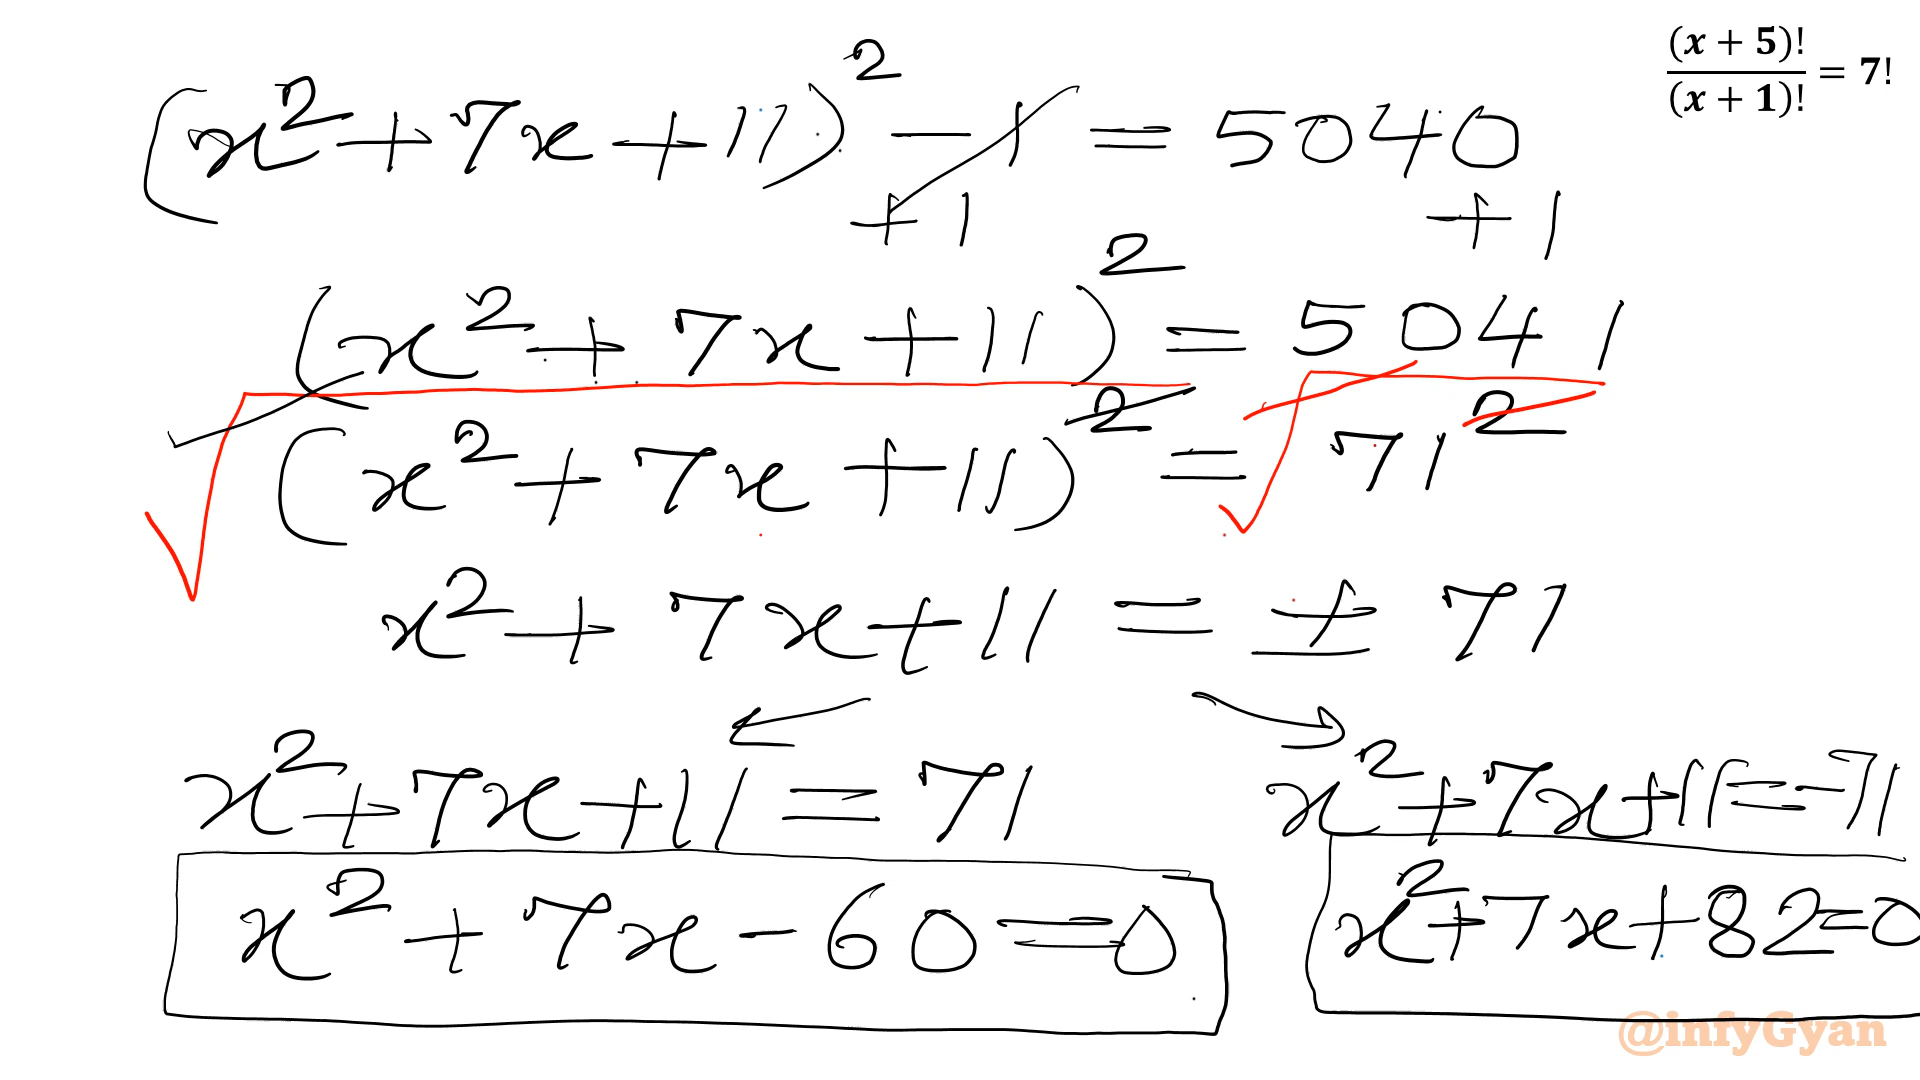 (x + 5)!
(x + 1)! = 7!
(x² + 7x + 11)² - 1 = 5040
+ 1 + 1
(x² + 7x + 11)² = 5041
√(x² + 7x + 11)² = √71²
x² + 7x + 11 = ± 71
x² + 7x + 11 = 71 x² + 7x + 11 = -71
x² + 7x - 60 = 0 x² + 7x + 82 = 0
@infyGyan